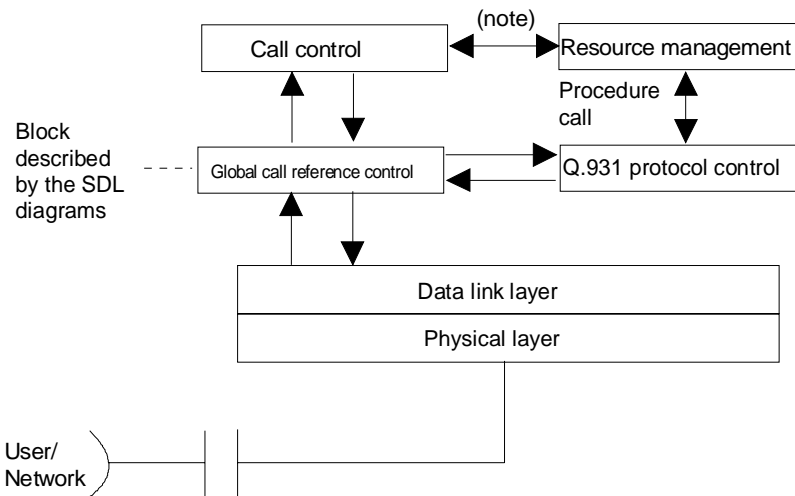 (note)
Call control
Resource management
Procedure
call
Block
described
by the SDL
diagrams
Global call reference control
Q.931 protocol control
Data link layer
Physical layer
User/
Network